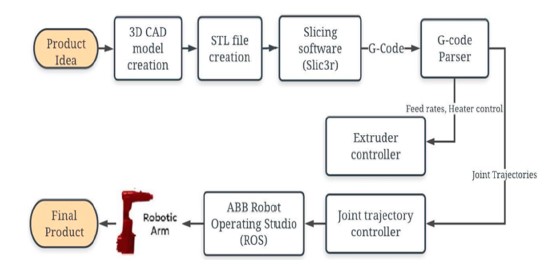 Product
Idea
3D CAD
model
creation
STL file
creation
Slicing
software
(Slic3r)
G-Code
G-code
Parser
Feed rates, Heater control
Extruder
controller
Joint Trajectories
Final
Product
Robotic
Arm
ABB Robot
Operating Studio
(ROS)
Joint trajectory
controller